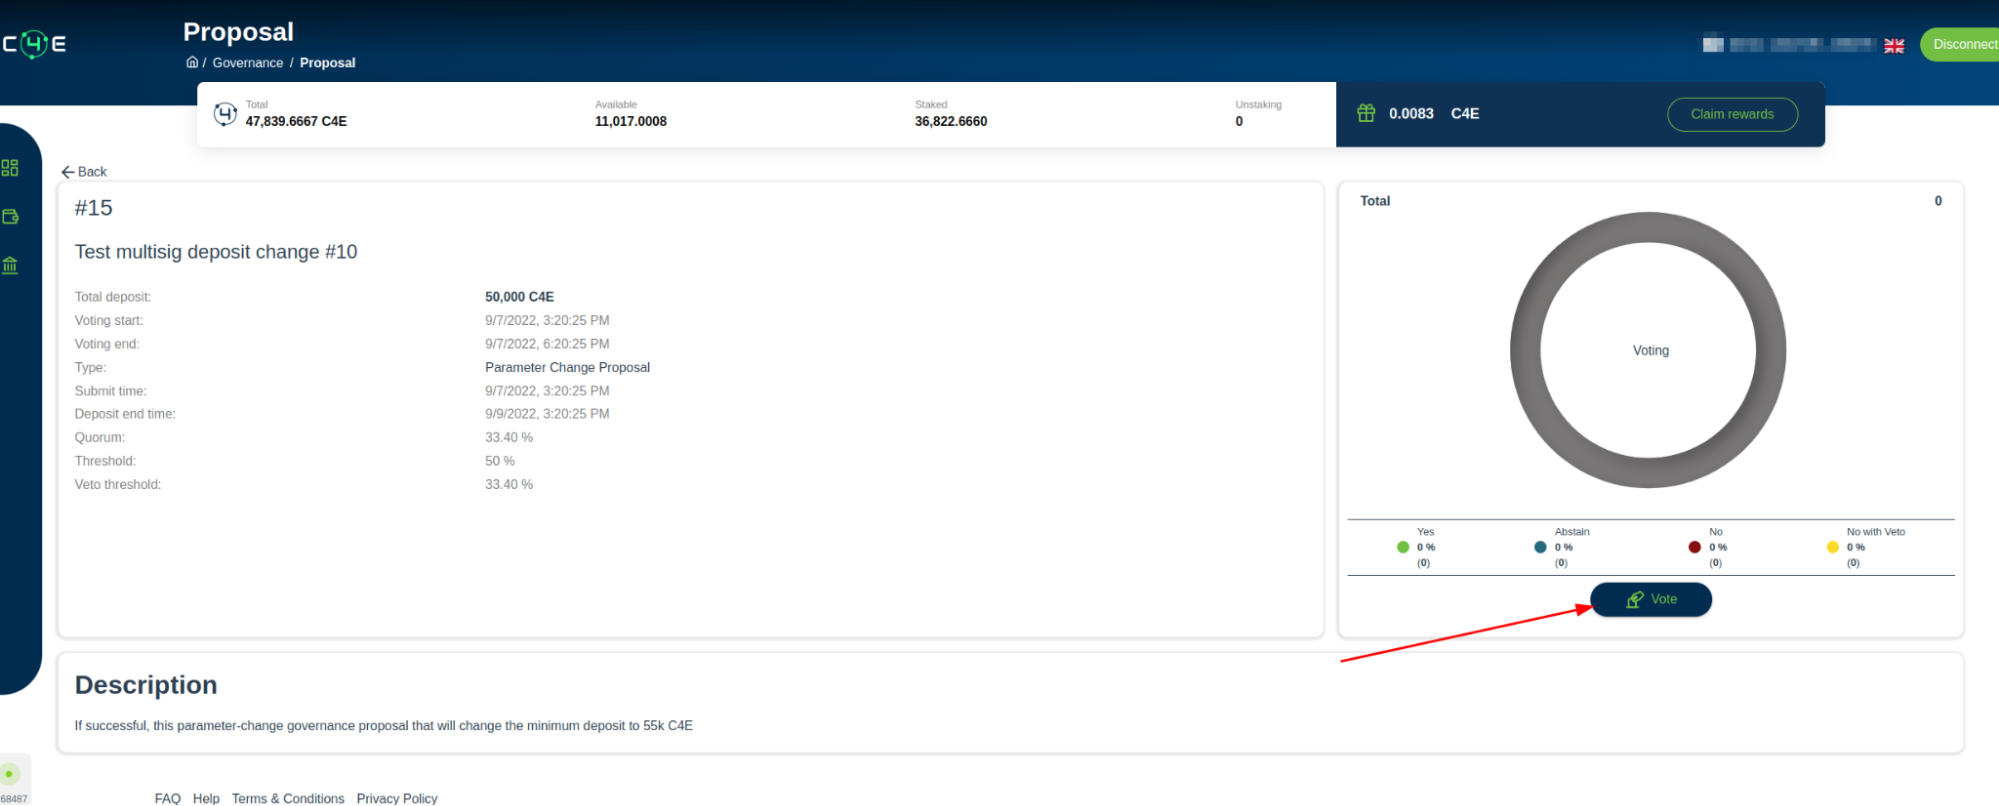 C4E
Proposal
/ Governance / Proposal
Disconnect
Total
47,839.6667 C4E
Available
11,017.0008
Staked
36,822.6660
Unstaking
0
0.0083 C4E
Claim rewards
Back
#15
Test multisig deposit change #10
Total deposit: 50,000 C4E
Voting start: 9/7/2022, 3:20:25 PM
Voting end: 9/7/2022, 6:20:25 PM
Type: Parameter Change Proposal
Submit time: 9/7/2022, 3:20:25 PM
Deposit end time: 9/9/2022, 3:20:25 PM
Quorum: 33.40 %
Threshold: 50 %
Veto threshold: 33.40 %
Total 0
Voting
Yes
0 %
(0)
Abstain
0 %
(0)
No
0 %
(0)
No with Veto
0 %
(0)
Vote
Description
If successful, this parameter-change governance proposal that will change the minimum deposit to 55k C4E
68487
FAQ Help Terms & Conditions Privacy Policy